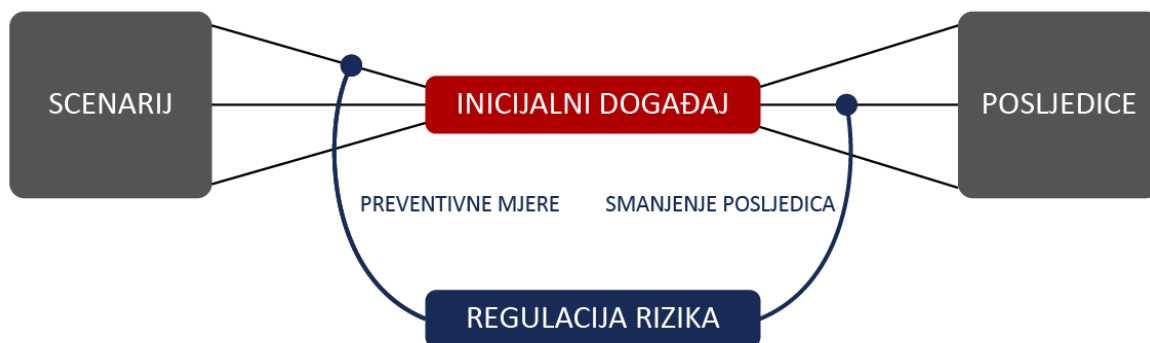 SCENARIJ
INICIJALNI DOGAĐAJ
POSLJEDICE
PREVENTIVNE MJERE
SMANJENJE POSLJEDICA
REGULACIJA RIZIKA